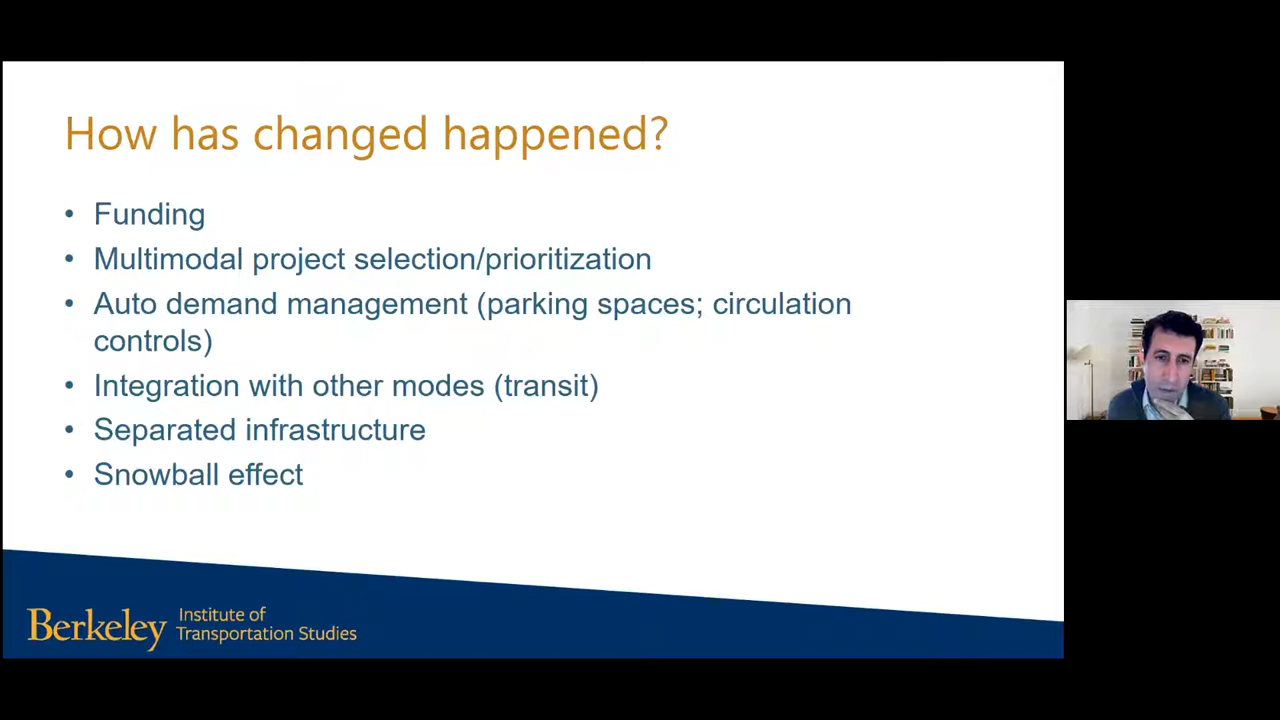 How has changed happened?
• Funding
• Multimodal project selection/prioritization
• Auto demand management (parking spaces; circulation
controls)
• Integration with other modes (transit)
• Separated infrastructure
• Snowball effect
Berkeley
Institute of
Transportation Studies